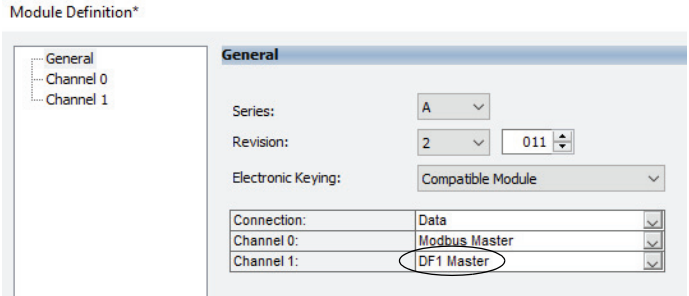 Module Definition*
General
Channel 0
Channel 1
General
Series: A
Revision: 2 011
Electronic Keying: Compatible Module
Connection: Data
Channel 0: Modbus Master
Channel 1: DF1 Master